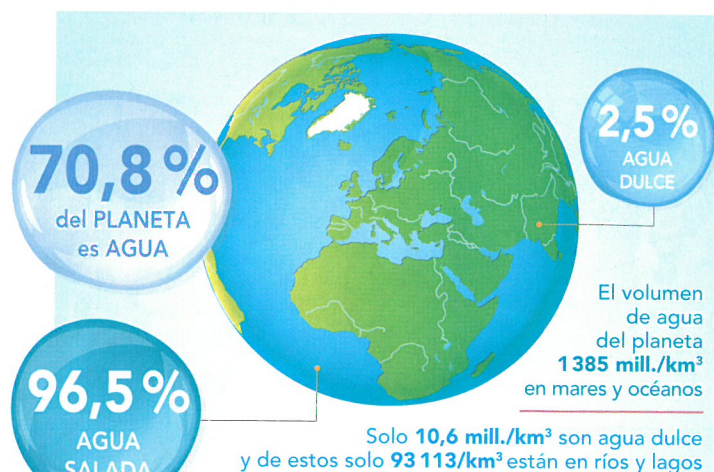 70,8 %
del PLANETA
es AGUA
2,5 %
AGUA
DULCE
El volumen
de agua
del planeta
1385 mill./km³
en mares y océanos
96,5 %
AGUA
SALADA
Solo 10,6 mill./km³ son agua dulce
y de estos solo 93 113/km³ están en ríos y lagos